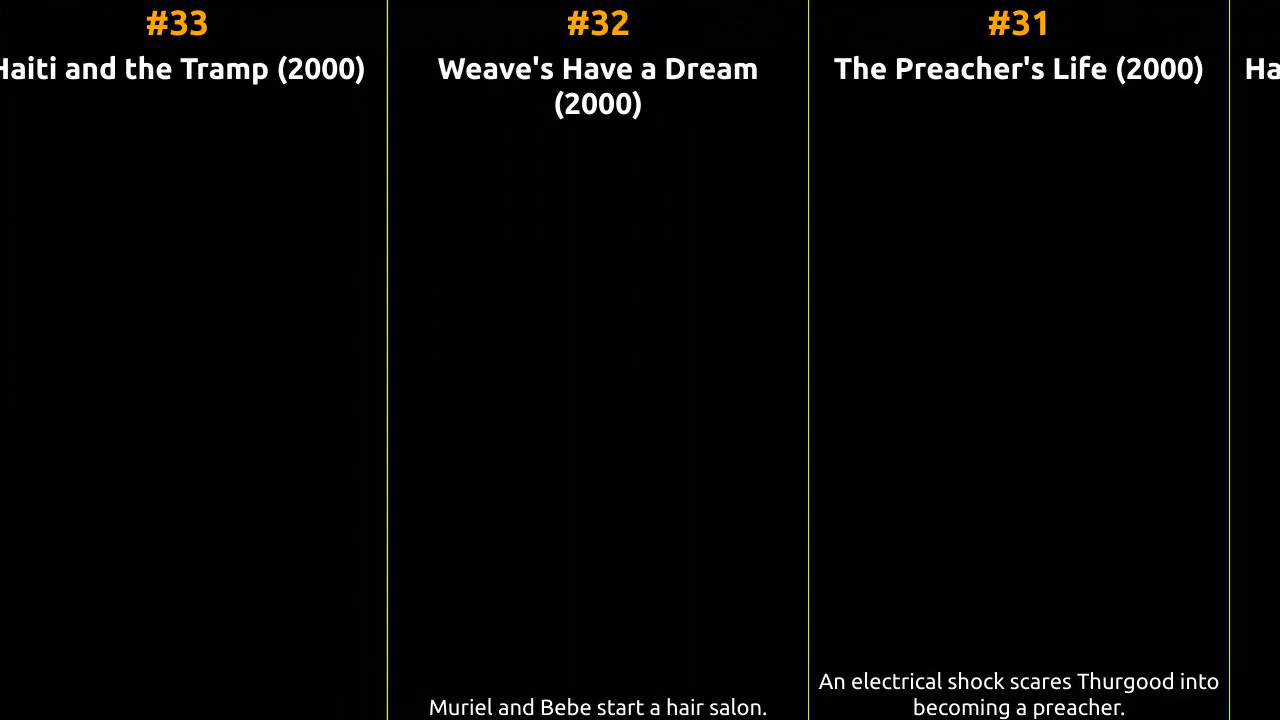 #33
Haiti and the Tramp (2000)
#32
Weave's Have a Dream
(2000)
Muriel and Bebe start a hair salon.
#31
The Preacher's Life (2000)
An electrical shock scares Thurgood into
becoming a preacher.